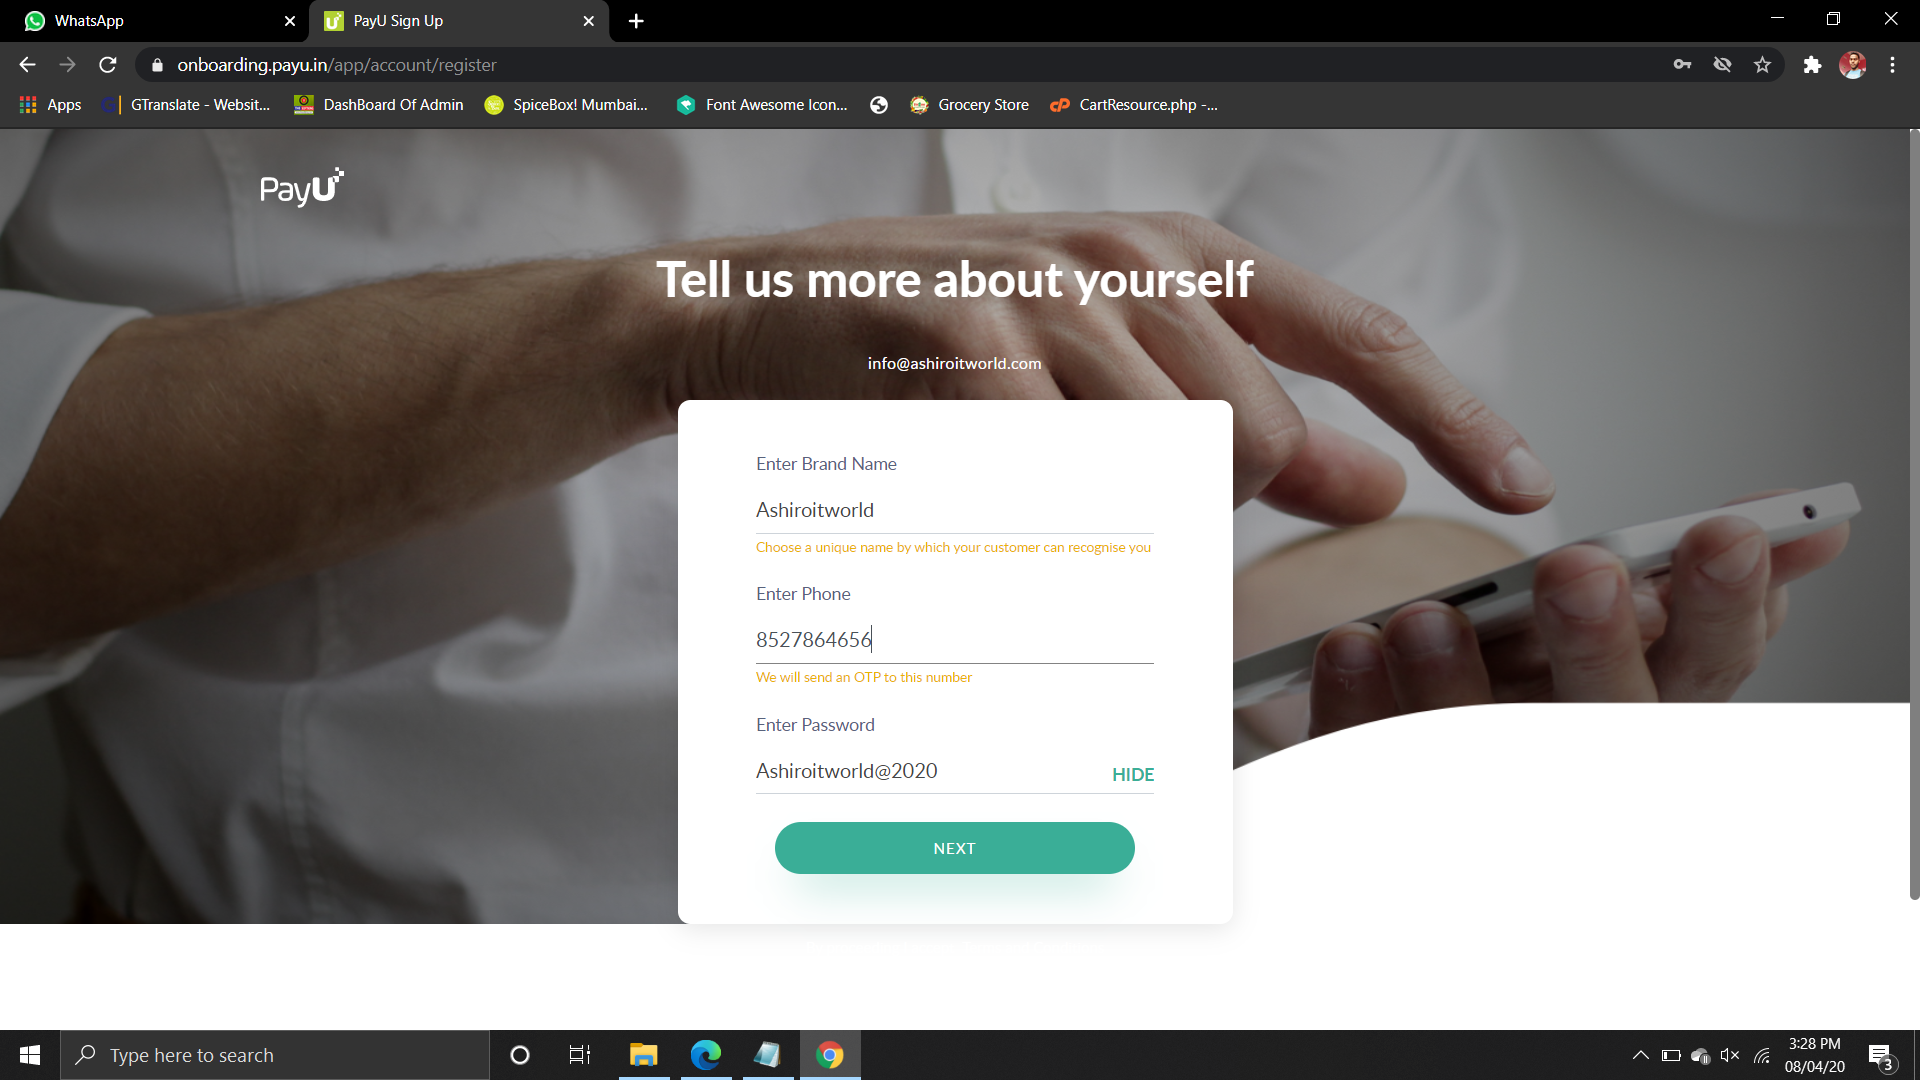 WhatsApp
PayU Sign Up
onboarding.payu.in/app/account/register
Apps
GTranslate - Websit...
DashBoard Of Admin
SpiceBox! Mumbai...
Font Awesome Icon...
Grocery Store
CartResource.php -...
PayU
Tell us more about yourself
info@ashiroitworld.com
Enter Brand Name
Ashiroitworld
Choose a unique name by which your customer can recognise you
Enter Phone
8527864656
We will send an OTP to this number
Enter Password
Ashiroitworld@2020
HIDE
NEXT
Type here to search
3:28 PM
08/04/20
3